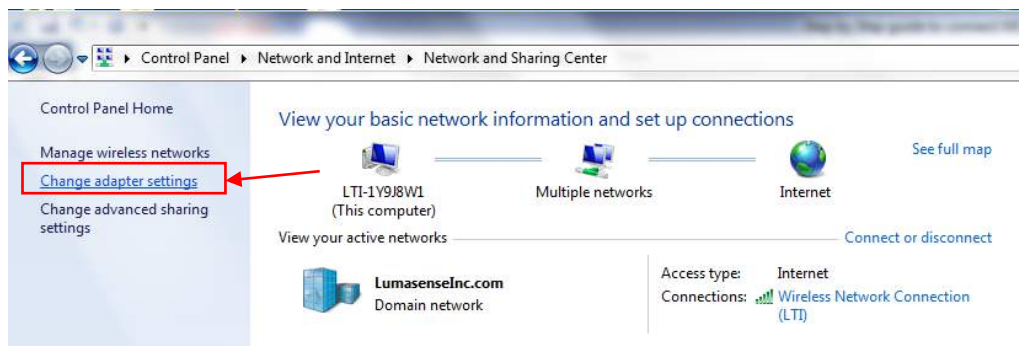 Control Panel ▸ Network and Internet ▸ Network and Sharing Center
Control Panel Home
Manage wireless networks
Change adapter settings
Change advanced sharing
settings
View your basic network information and set up connections
See full map
LTI-1Y9J8W1
(This computer)
Multiple networks
Internet
View your active networks
Connect or disconnect
LumasenseInc.com
Domain network
Access type: Internet
Connections: Wireless Network Connection
(LTI)